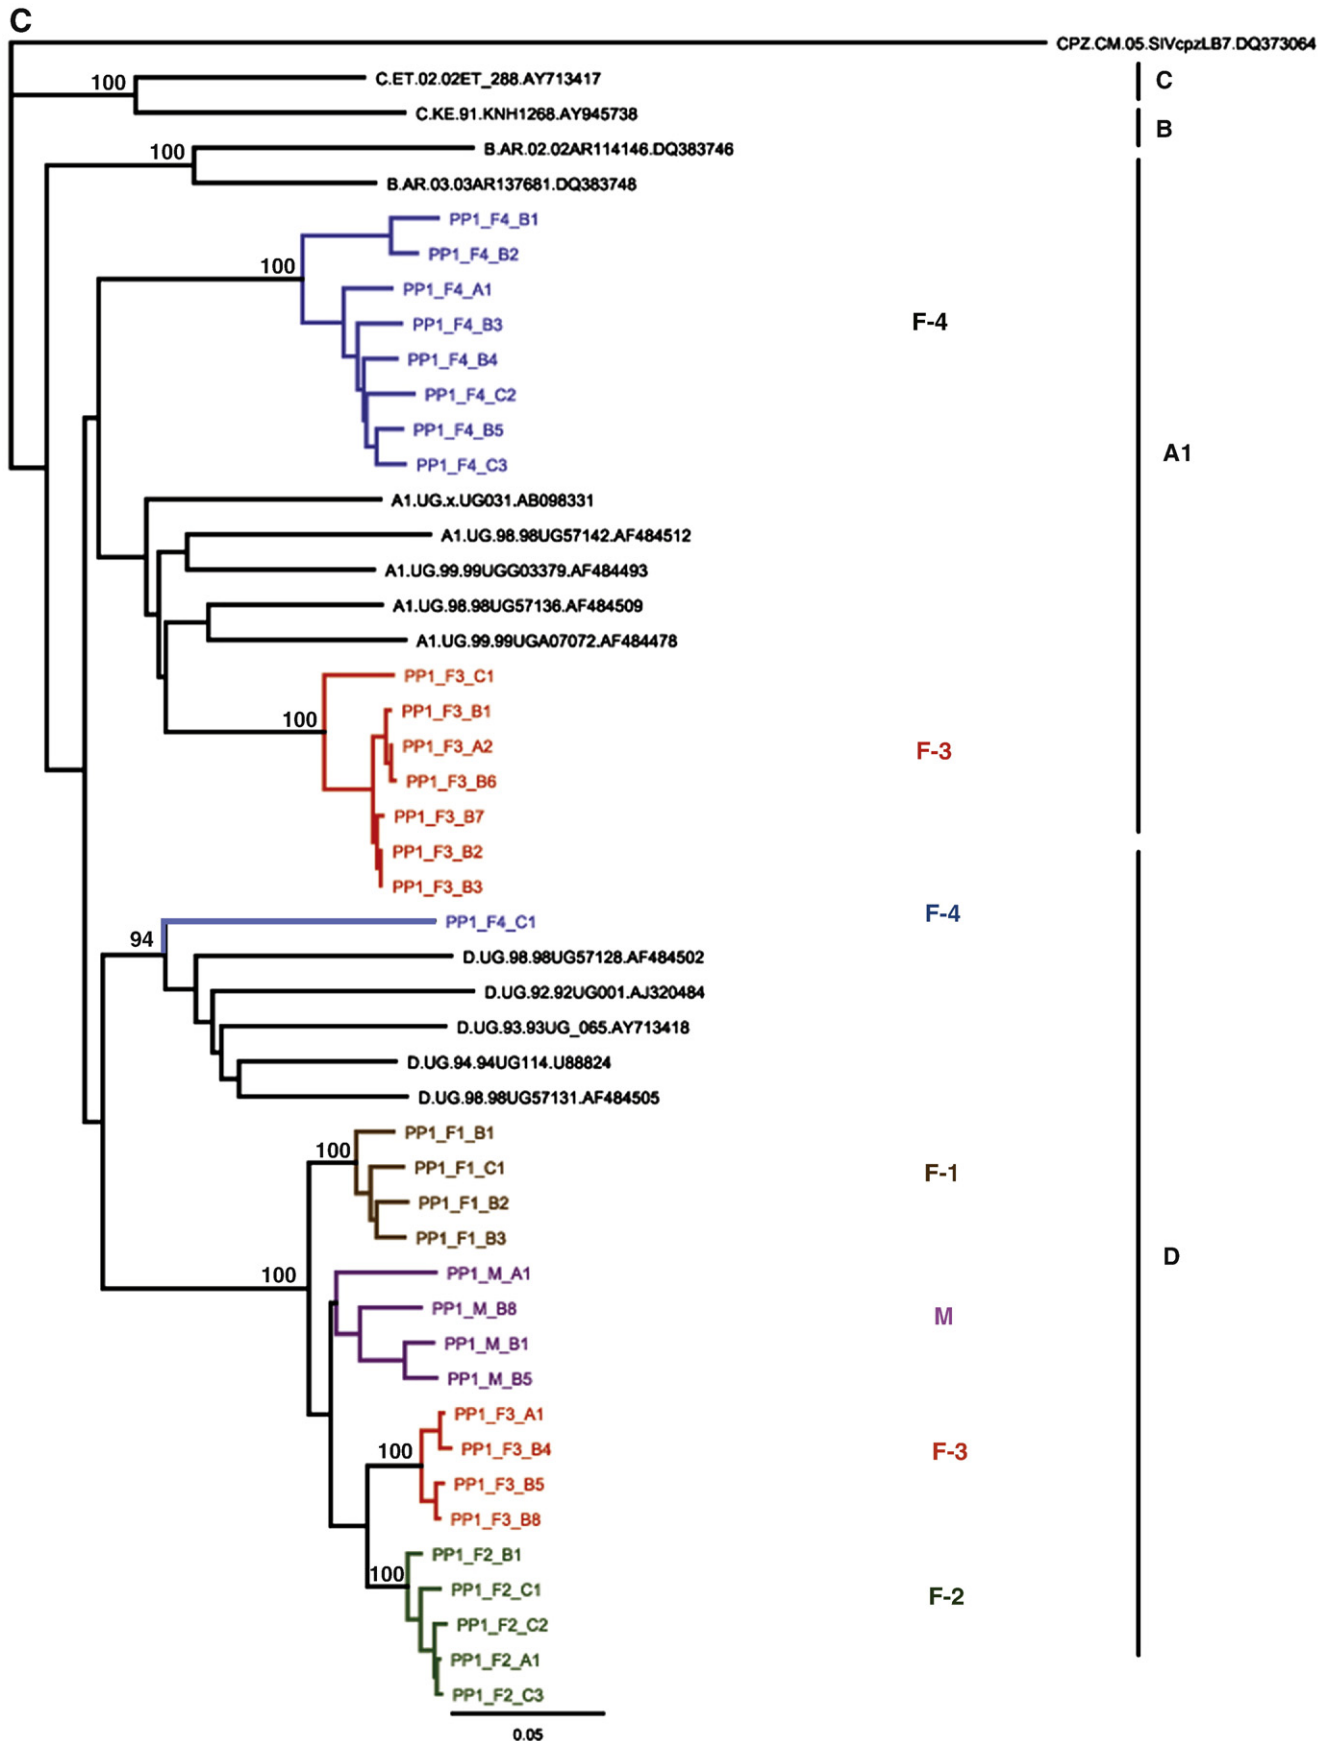 C
CPZ.CM.05.SIVcpzLB7.DQ373064
100
C.ET.02.02ET_288.AY713417
C
C.KE.91.KNH1268.AY945738
B
100
B.AR.02.02AR114146.DQ383746
B.AR.03.03AR137681.DQ383748
PP1_F4_B1
PP1_F4_B2
100
PP1_F4_A1
PP1_F4_B3
F-4
PP1_F4_B4
PP1_F4_C2
PP1_F4_B5
A1
PP1_F4_C3
A1.UG.x.UG031.AB098331
A1.UG.98.98UG57142.AF484512
A1.UG.99.99UGG03379.AF484493
A1.UG.98.98UG57136.AF484509
A1.UG.99.99UGA07072.AF484478
PP1_F3_C1
PP1_F3_B1
100
PP1_F3_A2
F-3
PP1_F3_B6
PP1_F3_B7
PP1_F3_B2
PP1_F3_B3
PP1_F4_C1
F-4
94
D.UG.98.98UG57128.AF484502
D.UG.92.92UG001.AJ320484
D.UG.93.93UG_065.AY713418
D.UG.94.94UG114.U88824
D.UG.98.98UG57131.AF484505
PP1_F1_B1
100
PP1_F1_C1
F-1
PP1_F1_B2
PP1_F1_B3
D
100
PP1_M_A1
PP1_M_B8
M
PP1_M_B1
PP1_M_B5
PP1_F3_A1
100
PP1_F3_B4
F-3
PP1_F3_B5
PP1_F3_B8
PP1_F2_B1
100
PP1_F2_C1
F-2
PP1_F2_C2
PP1_F2_A1
PP1_F2_C3
0.05